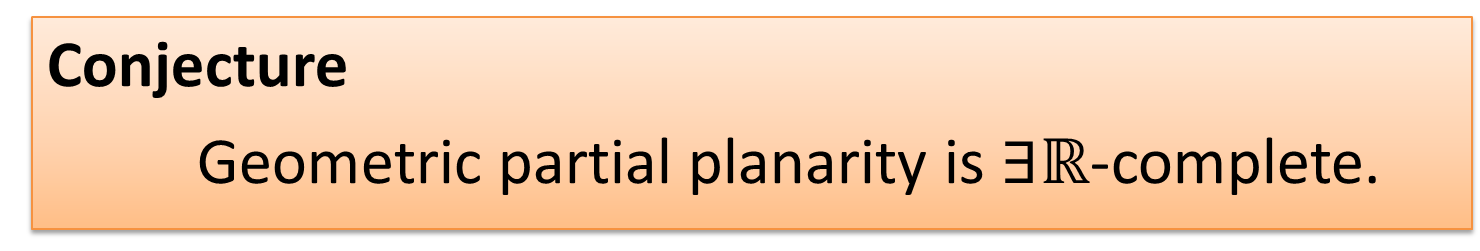 Conjecture
Geometric partial planarity is ∃ℝ-complete.